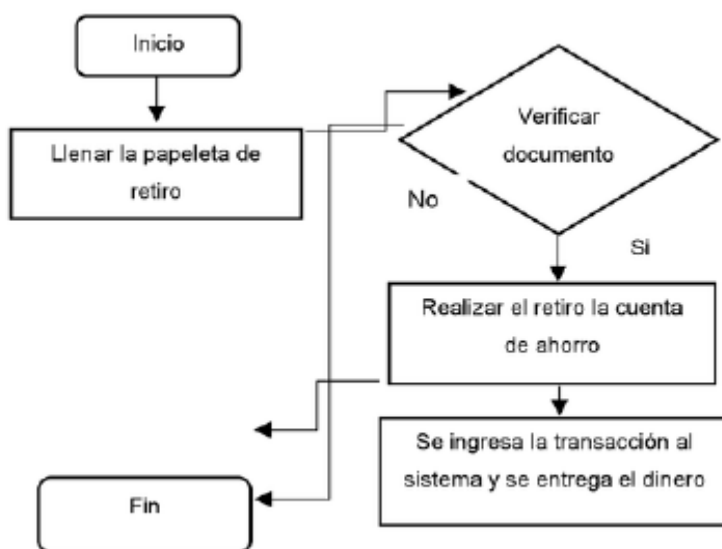 Inicio
Llenar la papeleta de
retiro
Verificar
documento
No
Si
Realizar el retiro la cuenta
de ahorro
Se ingresa la transacción al
sistema y se entrega el dinero
Fin